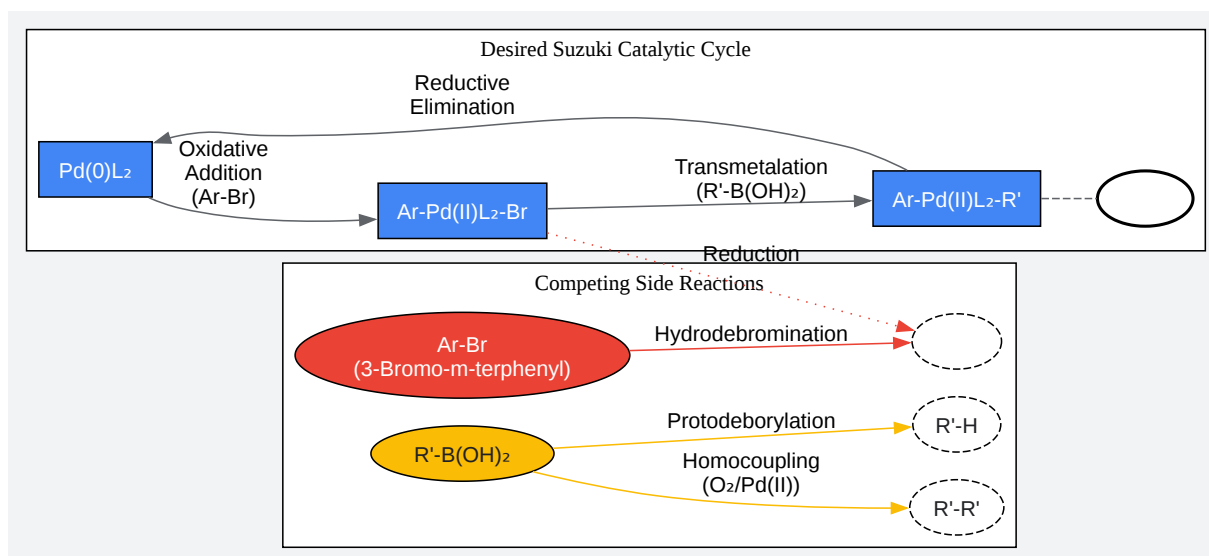 Desired Suzuki Catalytic Cycle
Reductive
Elimination
Pd(0)L₂
Oxidative
Addition
(Ar-Br)
Ar-Pd(II)L₂-Br
Transmetalation
(R'-B(OH)₂)
Ar-Pd(II)L₂-R'
Reduction
Competing Side Reactions
Ar-Br
(3-Bromo-m-terphenyl)
Hydrodebromination
R'-B(OH)₂
Protodeborylation
R'-H
Homocoupling
(O₂/Pd(II))
R'-R'